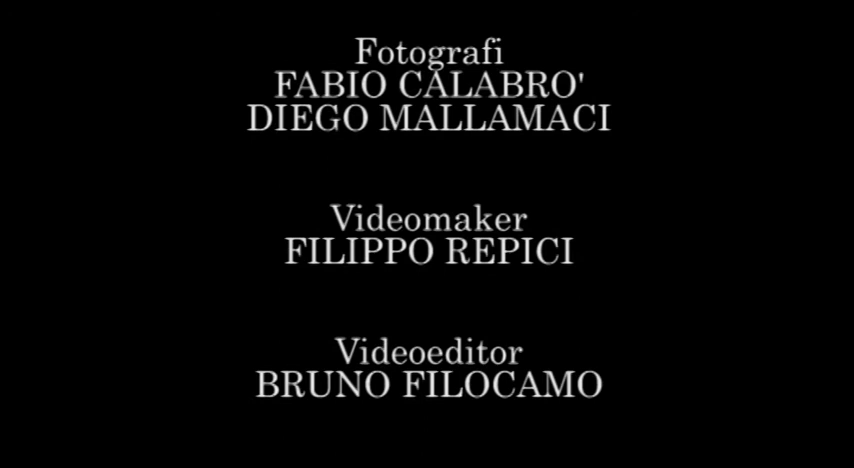 Fotografi
FABIO CALABRO'
DIEGO MALLAMACI
Videomaker
FILIPPO REPICI
Videoeditor
BRUNO FILOCAMO